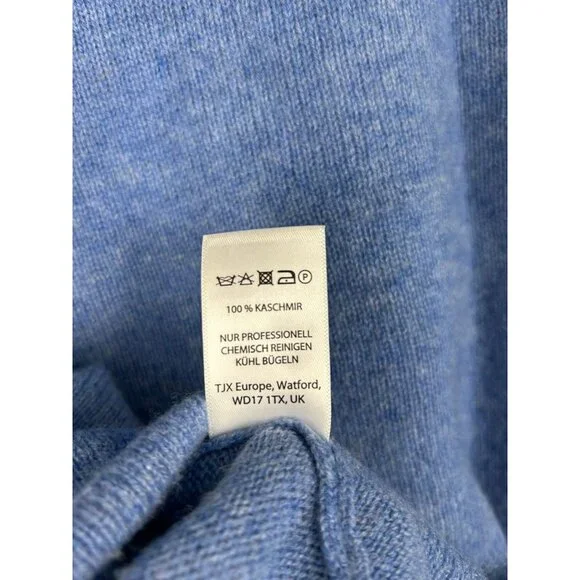 P
100 % KASCHMIR
NUR PROFESSIONELL
CHEMISCH REINIGEN
KÜHL BÜGELN
TJX Europe, Watford,
WD17 1TX, UK